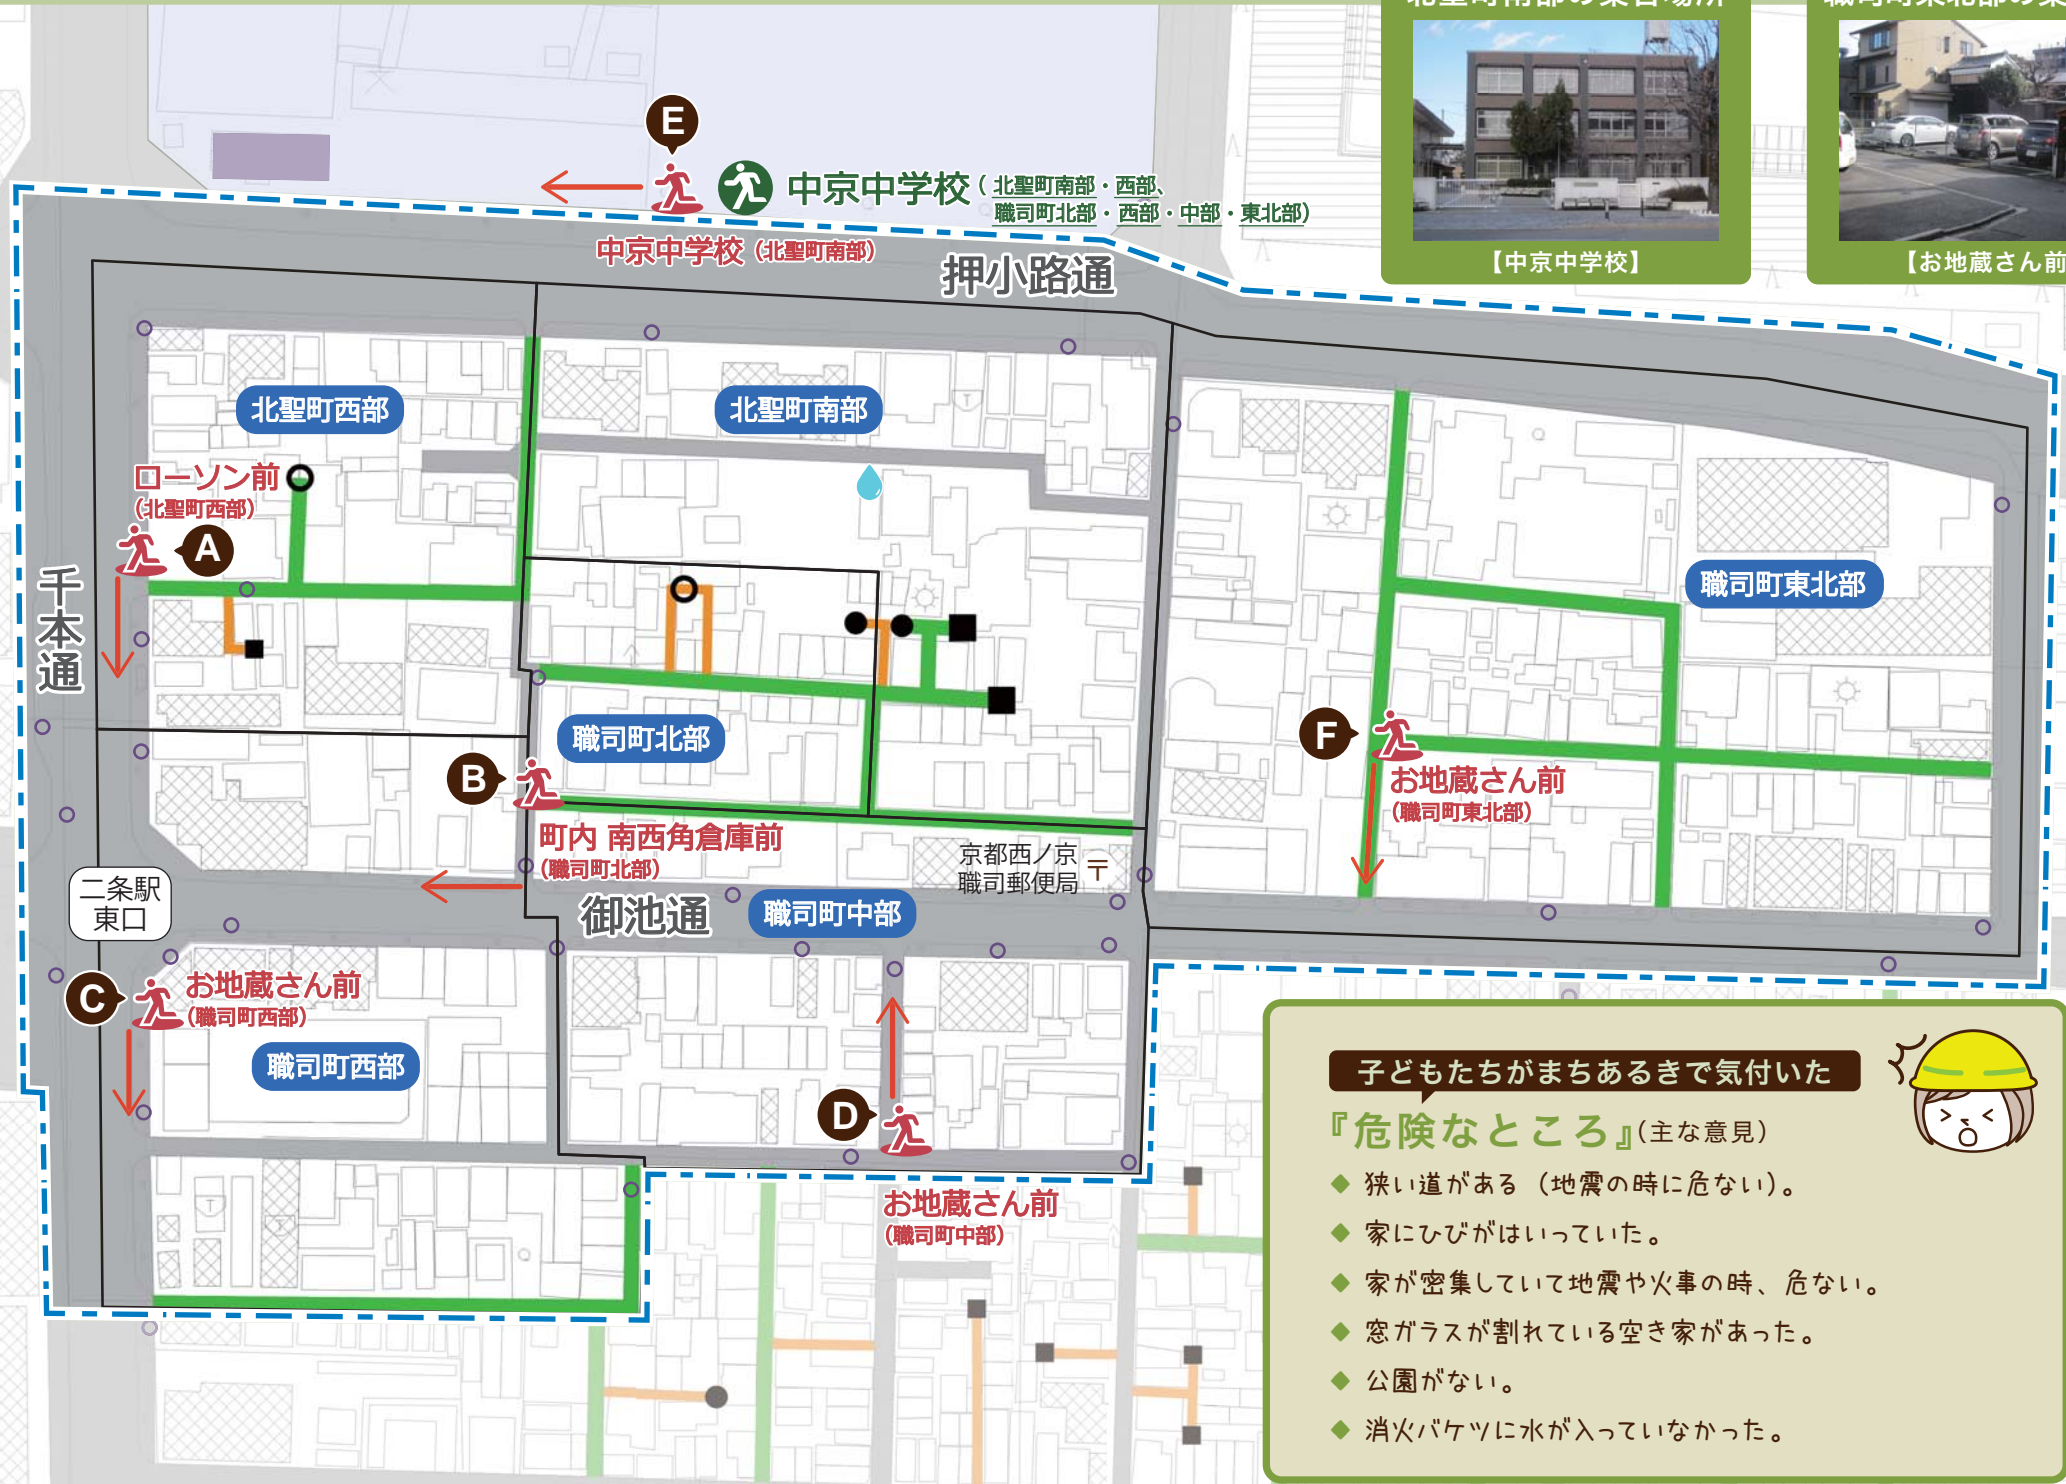 北聖町南部の集合場所
【中京中学校】
【お地蔵さん前
E
中京中学校（北聖町南部・西部、
職司町北部・西部・中部・東北部）
中京中学校（北聖町南部）
押小路通
北聖町西部
北聖町南部
ローソン前
（北聖町西部）
A
千本通
職司町東北部
職司町北部
B
F
お地蔵さん前
（職司町東北部）
町内 南西角倉庫前
（職司町北部）
京都西ノ京
職司郵便局
〒
二条駅
東口
御池通
職司町中部
C
お地蔵さん前
（職司町西部）
職司町西部
D
お地蔵さん前
（職司町中部）
子どもたちがまちあるきで気付いた
『危険なところ』(主な意見)
◆ 狭い道がある（地震の時に危ない）。
◆ 家にひびがはいっていた。
◆ 家が密集していて地震や火事の時、危ない。
◆ 窓ガラスが割れている空き家があった。
◆ 公園がない。
◆ 消火バケツに水が入っていなかった。